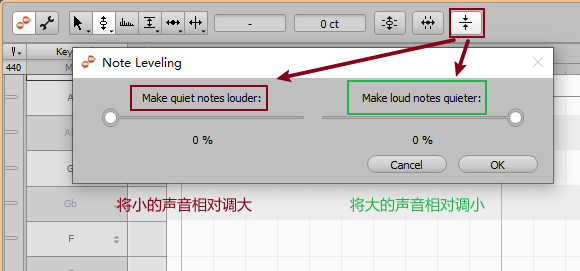 - 0 ct
440 Key
M
Note Leveling
Make quiet notes louder: Make loud notes quieter:
0 % 0 %
Cancel OK
A
Ab
G
Gb 将小的声音相对调大 将大的声音相对调小
F